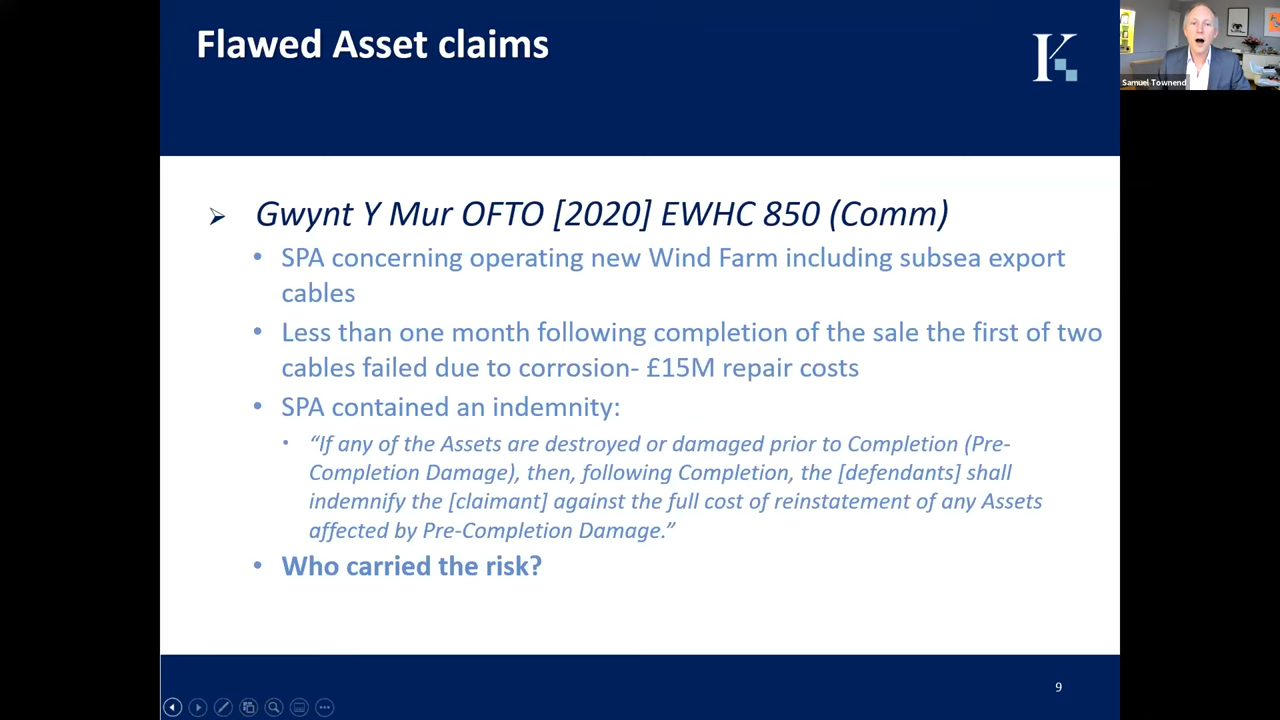 Flawed Asset claims
K
Samuel Townend
➢ Gwynt Y Mur OFTO [2020] EWHC 850 (Comm)
• SPA concerning operating new Wind Farm including subsea export
cables
• Less than one month following completion of the sale the first of two
cables failed due to corrosion- £15M repair costs
• SPA contained an indemnity:
• “If any of the Assets are destroyed or damaged prior to Completion (Pre-
Completion Damage), then, following Completion, the [defendants] shall
indemnify the [claimant] against the full cost of reinstatement of any Assets
affected by Pre-Completion Damage.”
• Who carried the risk?
9